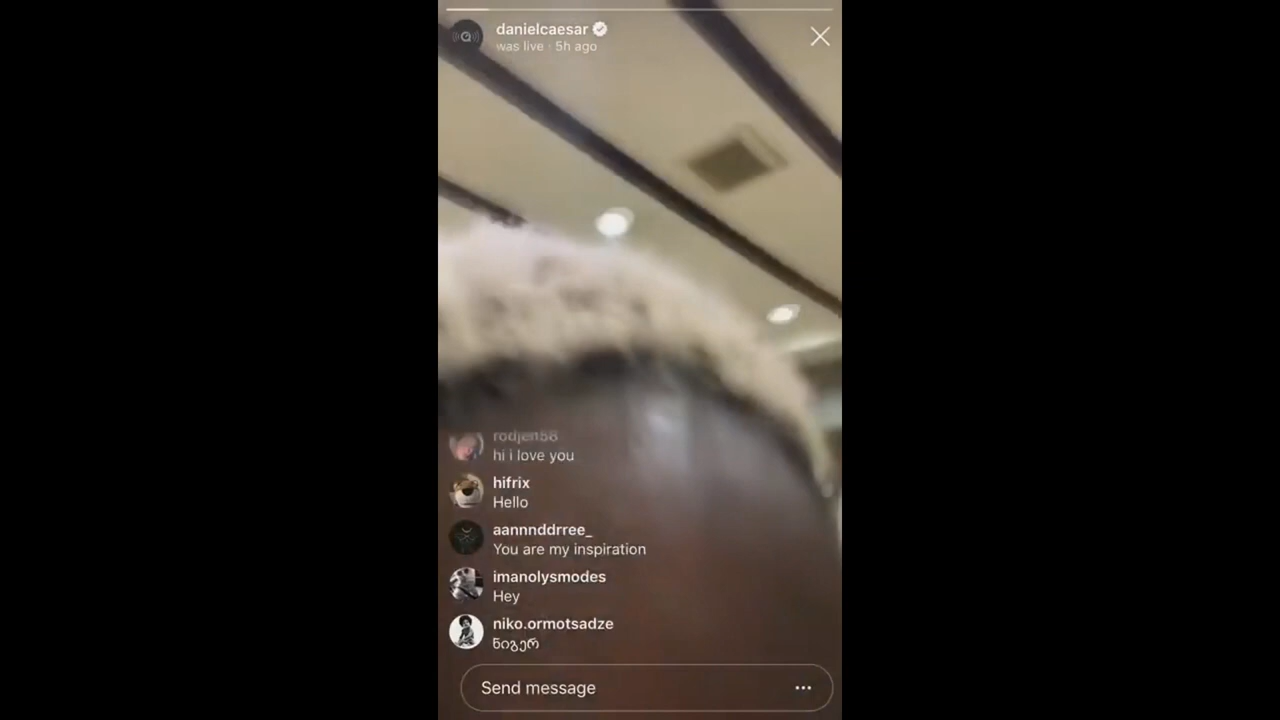 danielcaesar
was live · 5h ago
rodjen58
hi i love you
hifrix
Hello
aannnddrree_
You are my inspiration
imanolysmodes
Hey
niko.ormotsadze
ნიგერ
Send message